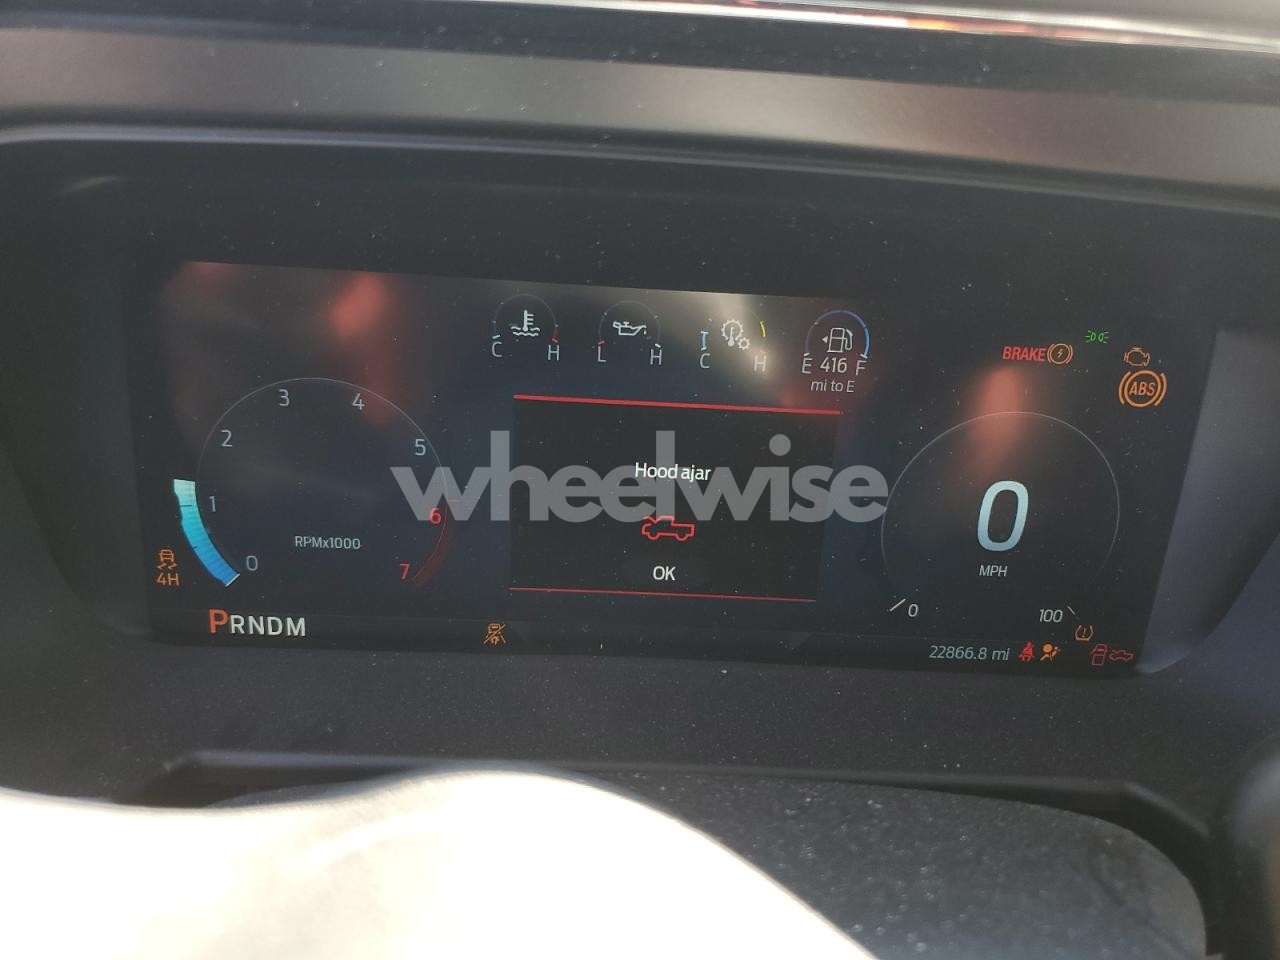 C H
L H
C H
E 416 F
mi to E
BRAKE
ABS
0 1 2 3 4 5 6 7
RPMx1000
4H
PRNDM
Hood ajar
OK
wheelwise
0
MPH
0 100
22866.8 mi